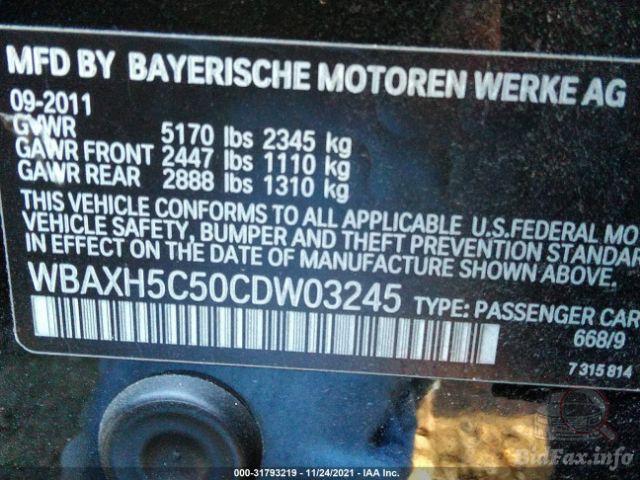 MFD BY BAYERISCHE MOTOREN WERKE AG
09-2011
GVWR 5170 lbs 2345 kg
GAWR FRONT 2447 lbs 1110 kg
GAWR REAR 2888 lbs 1310 kg
THIS VEHICLE CONFORMS TO ALL APPLICABLE U.S.FEDERAL MO
VEHICLE SAFETY, BUMPER AND THEFT PREVENTION STANDAR
IN EFFECT ON THE DATE OF MANUFACTURE SHOWN ABOVE.
WBAXH5C50CDW03245 TYPE: PASSENGER CAR
668/9
7 315 814
000-31793219 - 11/24/2021 - IAA Inc.
BidFax.info